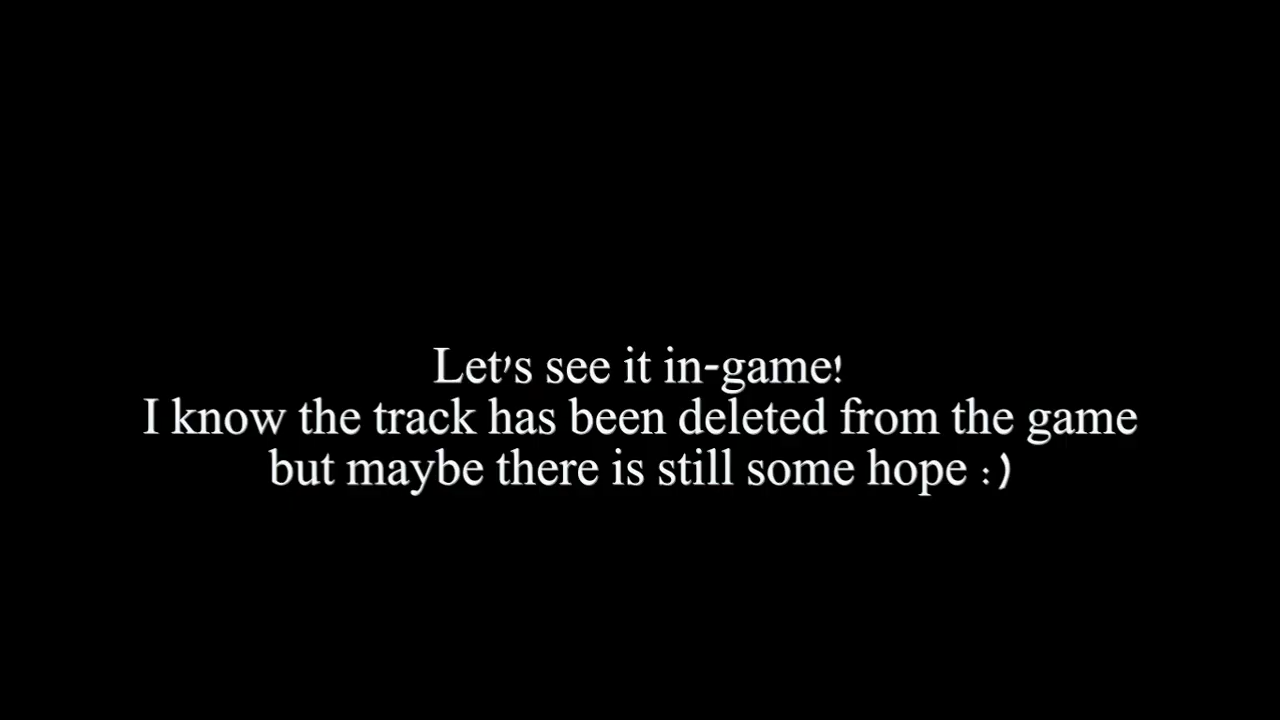 Let's see it in-game!
I know the track has been deleted from the game
but maybe there is still some hope :)